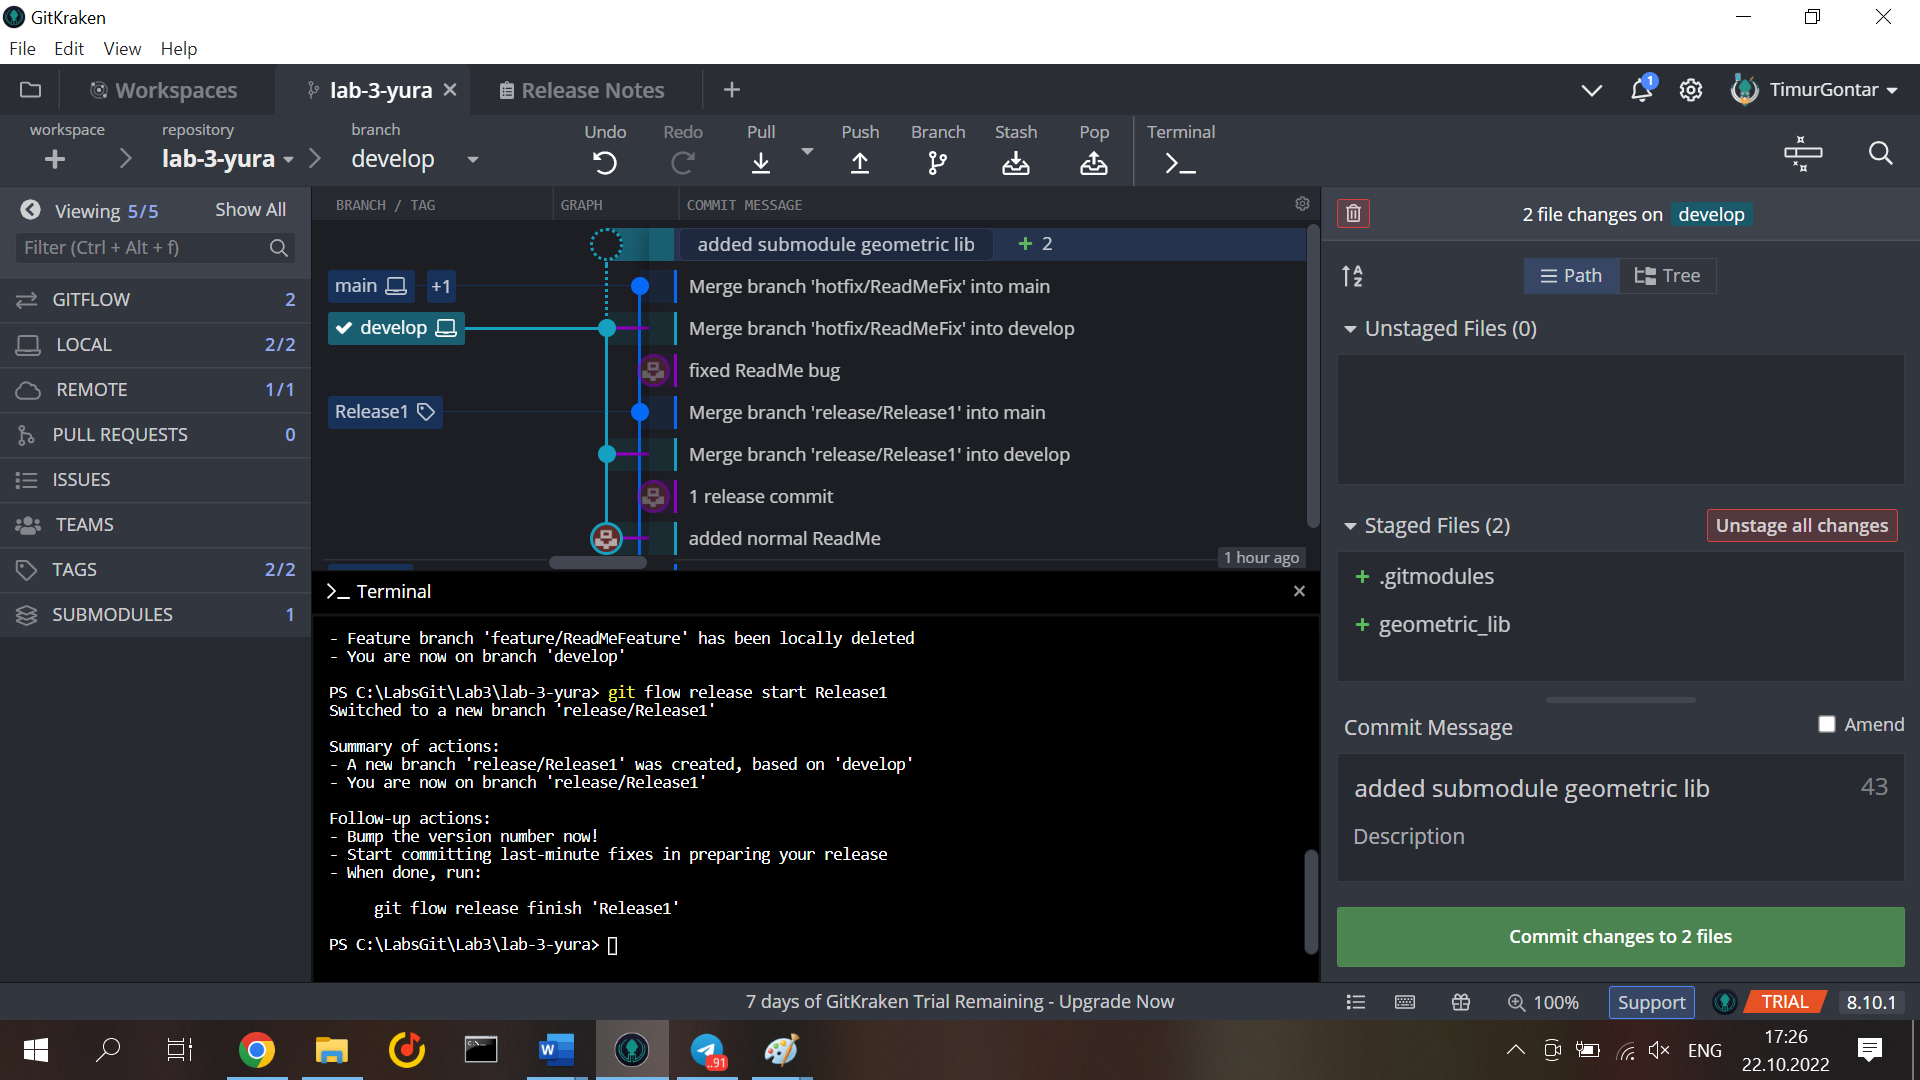 GitKraken
File Edit View Help
Workspaces
lab-3-yura
Release Notes
1
TimurGontar
workspace
repository
lab-3-yura
branch
develop
Undo
Redo
Pull
Push
Branch
Stash
Pop
Terminal
Viewing 5/5
Show All
Filter (Ctrl + Alt + f)
GITFLOW 2
LOCAL 2/2
REMOTE 1/1
PULL REQUESTS 0
ISSUES
TEAMS
TAGS 2/2
SUBMODULES 1
BRANCH / TAG GRAPH COMMIT MESSAGE
added submodule geometric lib + 2
main +1 Merge branch 'hotfix/ReadMeFix' into main
develop Merge branch 'hotfix/ReadMeFix' into develop
fixed ReadMe bug
Release1 Merge branch 'release/Release1' into main
Merge branch 'release/Release1' into develop
1 release commit
added normal ReadMe
1 hour ago
Terminal
- Feature branch 'feature/ReadMeFeature' has been locally deleted
- You are now on branch 'develop'
PS C:\LabsGit\Lab3\lab-3-yura> git flow release start Release1
Switched to a new branch 'release/Release1'
Summary of actions:
- A new branch 'release/Release1' was created, based on 'develop'
- You are now on branch 'release/Release1'
Follow-up actions:
- Bump the version number now!
- Start committing last-minute fixes in preparing your release
- When done, run:
git flow release finish 'Release1'
PS C:\LabsGit\Lab3\lab-3-yura>
2 file changes on develop
Path Tree
Unstaged Files (0)
Staged Files (2) Unstage all changes
+ .gitmodules
+ geometric_lib
Commit Message Amend
added submodule geometric lib 43
Description
Commit changes to 2 files
7 days of GitKraken Trial Remaining - Upgrade Now
100%
Support
TRIAL
8.10.1
..91
ENG
17:26
22.10.2022